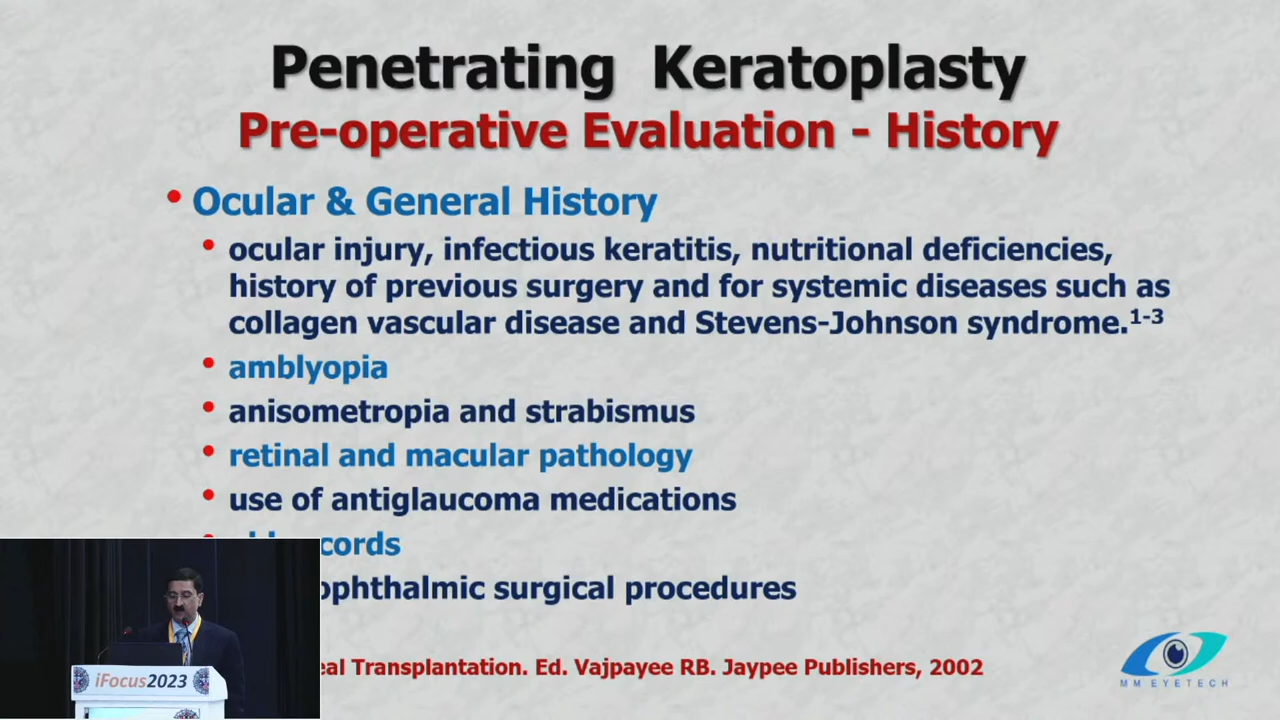 Penetrating Keratoplasty
Pre-operative Evaluation - History
• Ocular & General History
• ocular injury, infectious keratitis, nutritional deficiencies,
history of previous surgery and for systemic diseases such as
collagen vascular disease and Stevens-Johnson syndrome.1-3
• amblyopia
• anisometropia and strabismus
• retinal and macular pathology
• use of antiglaucoma medications
cords
ophthalmic surgical procedures
eal Transplantation. Ed. Vajpayee RB. Jaypee Publishers, 2002
iFocus2023
MM EYETECH